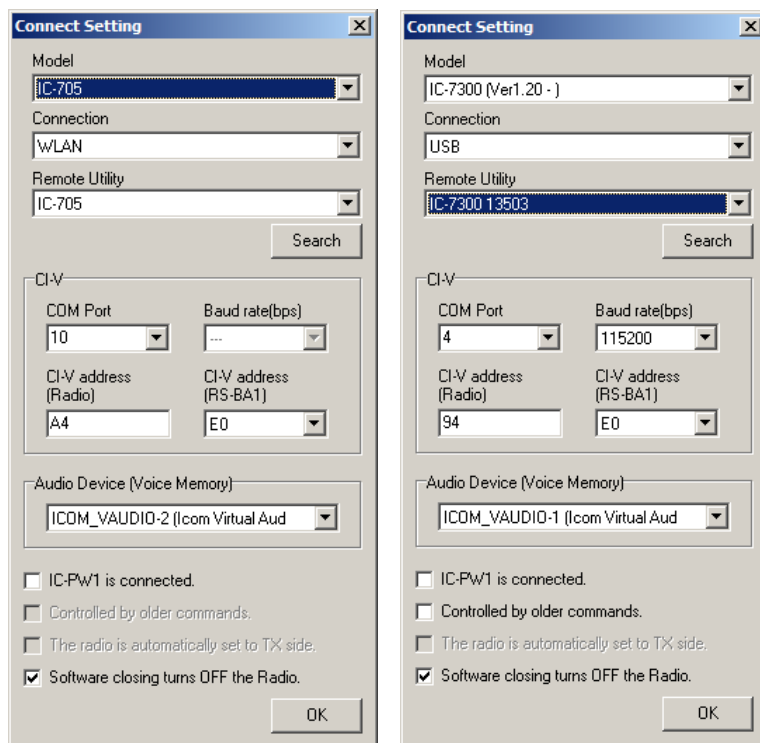 Connect Setting
Model
IC-705
Connection
WLAN
Remote Utility
IC-705
Search
CI-V
COM Port Baud rate(bps)
10 ---
CI-V address CI-V address
(Radio) (RS-BA1)
A4 E0
Audio Device (Voice Memory)
ICOM_VAUDIO-2 (Icom Virtual Aud
IC-PW1 is connected.
Controlled by older commands.
The radio is automatically set to TX side.
Software closing turns OFF the Radio.
OK
Connect Setting
Model
IC-7300 (Ver1.20 - )
Connection
USB
Remote Utility
IC-7300 13503
Search
CI-V
COM Port Baud rate(bps)
4 115200
CI-V address CI-V address
(Radio) (RS-BA1)
94 E0
Audio Device (Voice Memory)
ICOM_VAUDIO-1 (Icom Virtual Aud
IC-PW1 is connected.
Controlled by older commands.
The radio is automatically set to TX side.
Software closing turns OFF the Radio.
OK